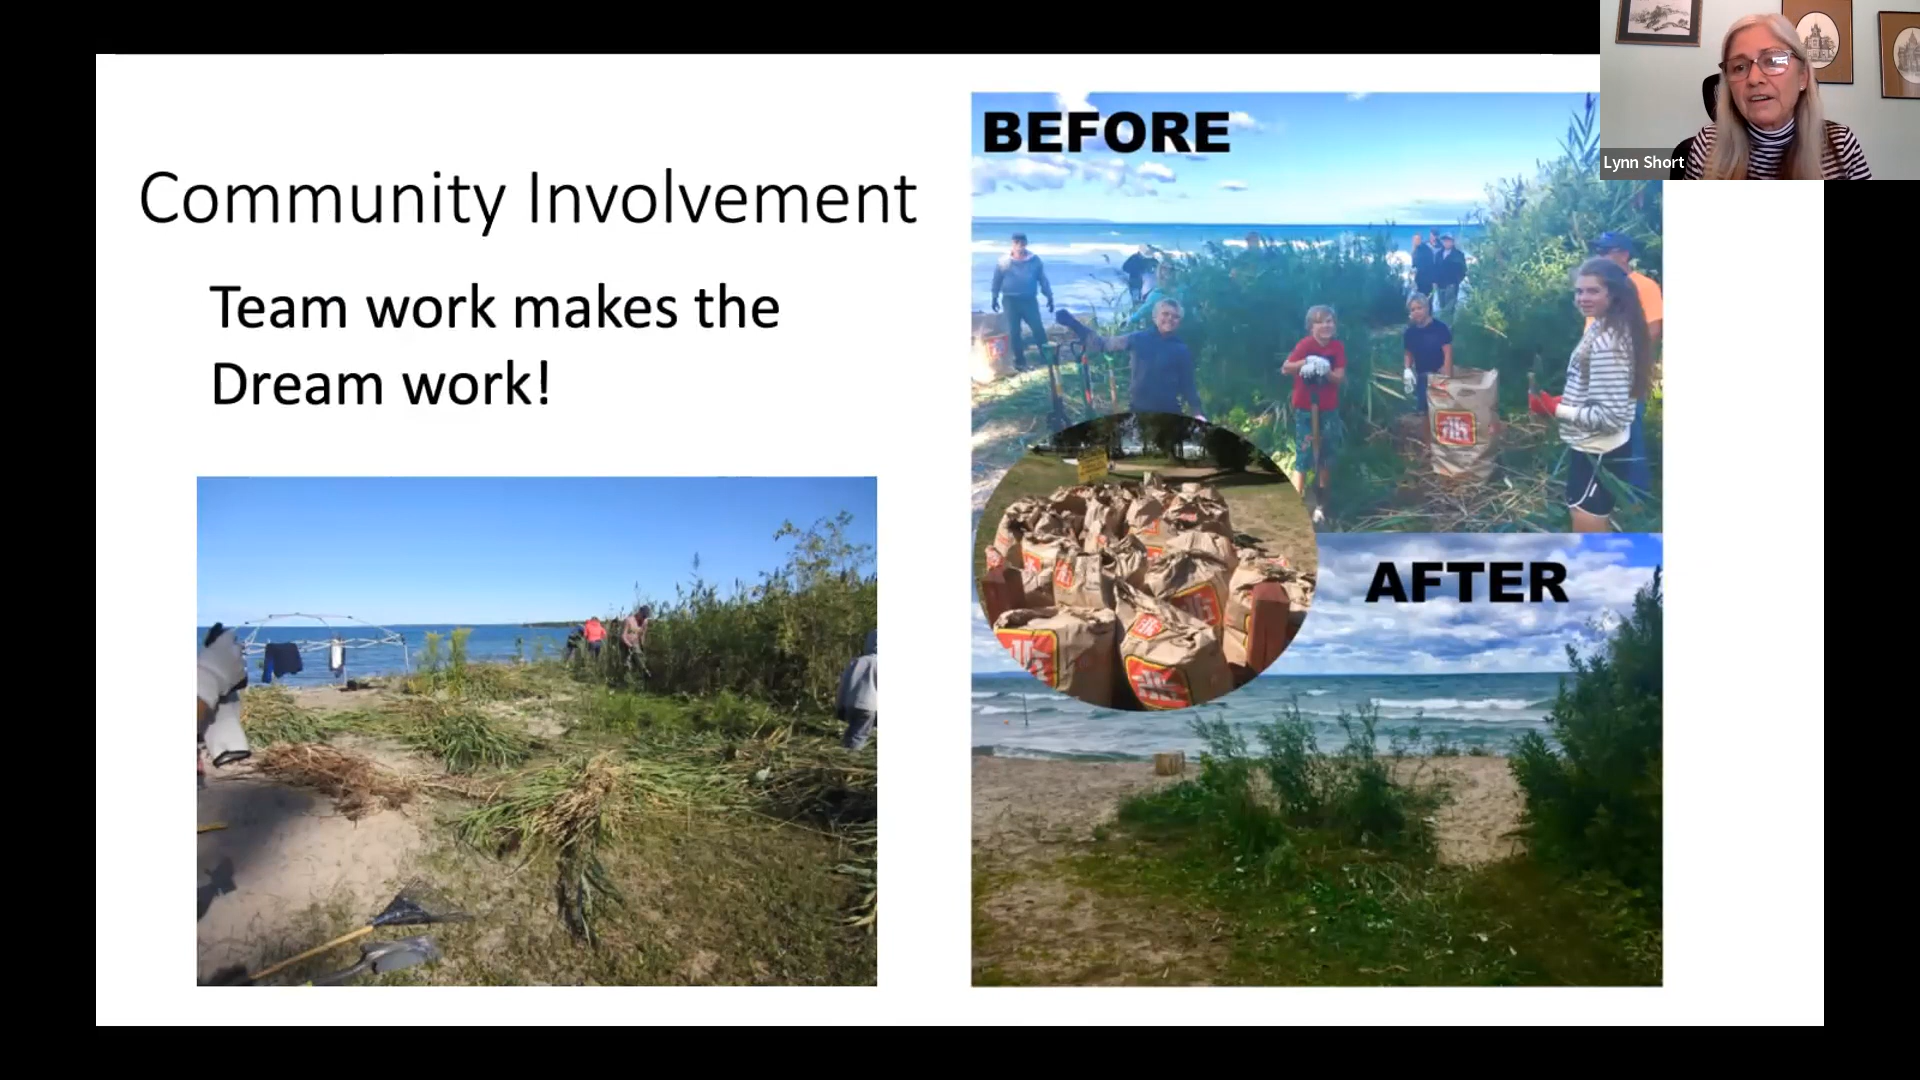 Community Involvement
Team work makes the
Dream work!
BEFORE
AFTER
Lynn Short